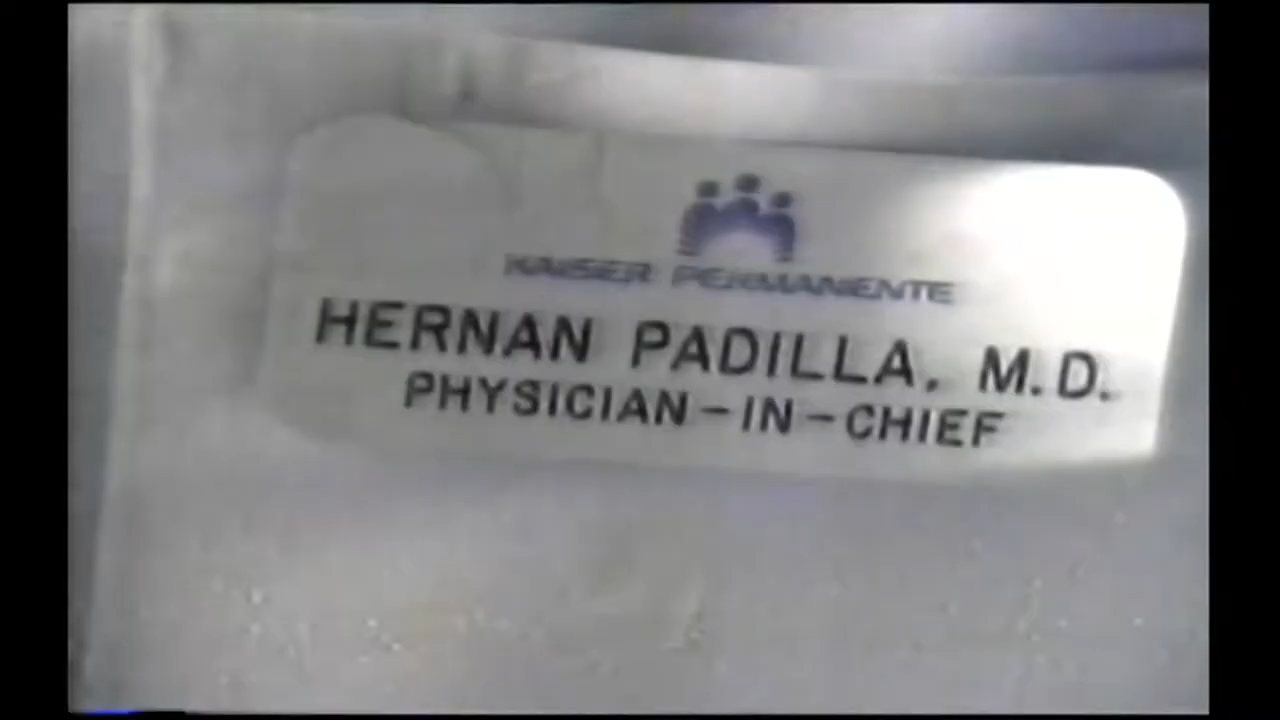 KAISER PERMANENTE
HERNAN PADILLA, M.D.
PHYSICIAN-IN-CHIEF